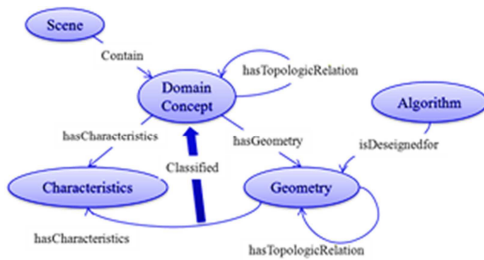 Scene
Contain
hasTopologicRelation
Domain
Concept
Algorithm
hasCharacteristics
hasGeometry
isDeseignedfor
Classified
Characteristics
Geometry
hasCharacteristics
hasTopologicRelation